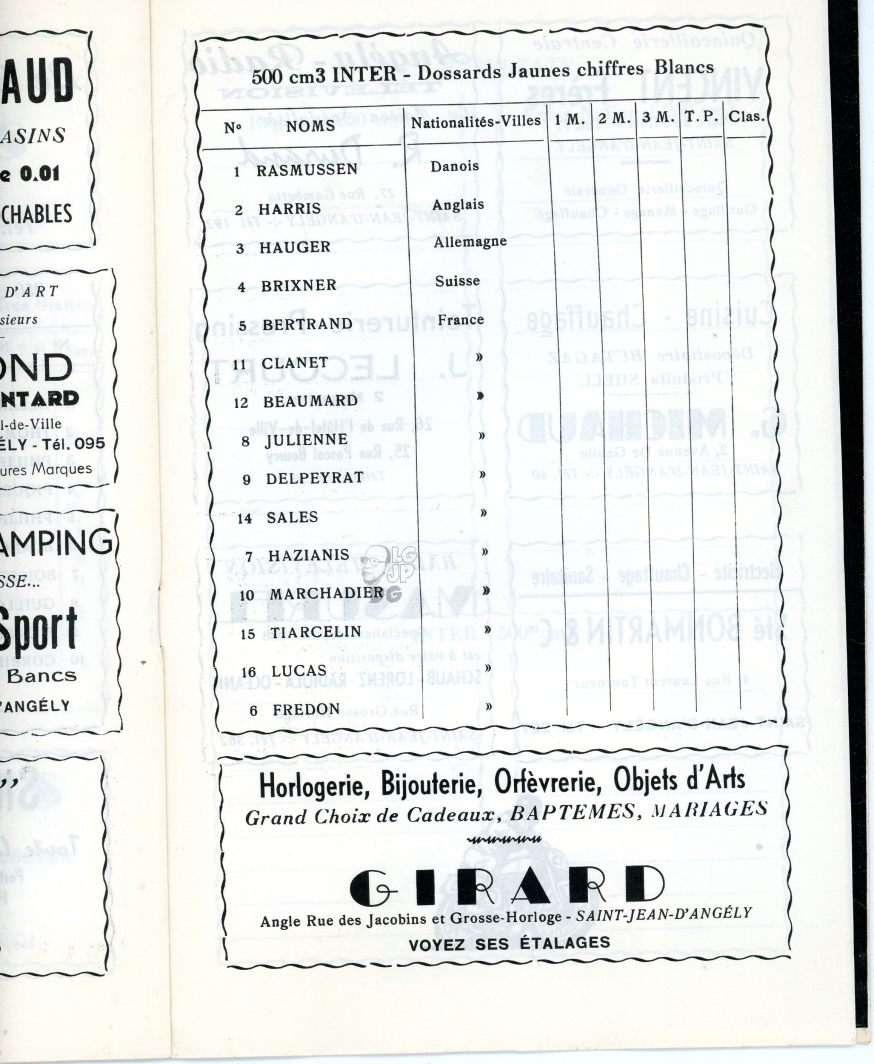 AUD
ASINS
e 0.01
CHABLES
D'ART
sieurs
OND
NTARD
l-de-Ville
ÉLY - Tél. 095
ures Marques
AMPING
SSE...
Sport
Bancs
'ANGÉLY
,,
500 cm3 INTER - Dossards Jaunes chiffres Blancs
N° NOMS Nationalités-Villes 1 M. 2 M. 3 M. T. P. Clas.
1 RASMUSSEN Danois
2 HARRIS Anglais
3 HAUGER Allemagne
4 BRIXNER Suisse
5 BERTRAND France
11 CLANET »
12 BEAUMARD »
8 JULIENNE »
9 DELPEYRAT »
14 SALES »
7 HAZIANIS »
10 MARCHADIER »
15 TIARCELIN »
16 LUCAS »
6 FREDON »
LG
JP
G
Horlogerie, Bijouterie, Orfèvrerie, Objets d'Arts
Grand Choix de Cadeaux, BAPTEMES, MARIAGES
GIRARD
Angle Rue des Jacobins et Grosse-Horloge - SAINT-JEAN-D'ANGÉLY
VOYEZ SES ÉTALAGES